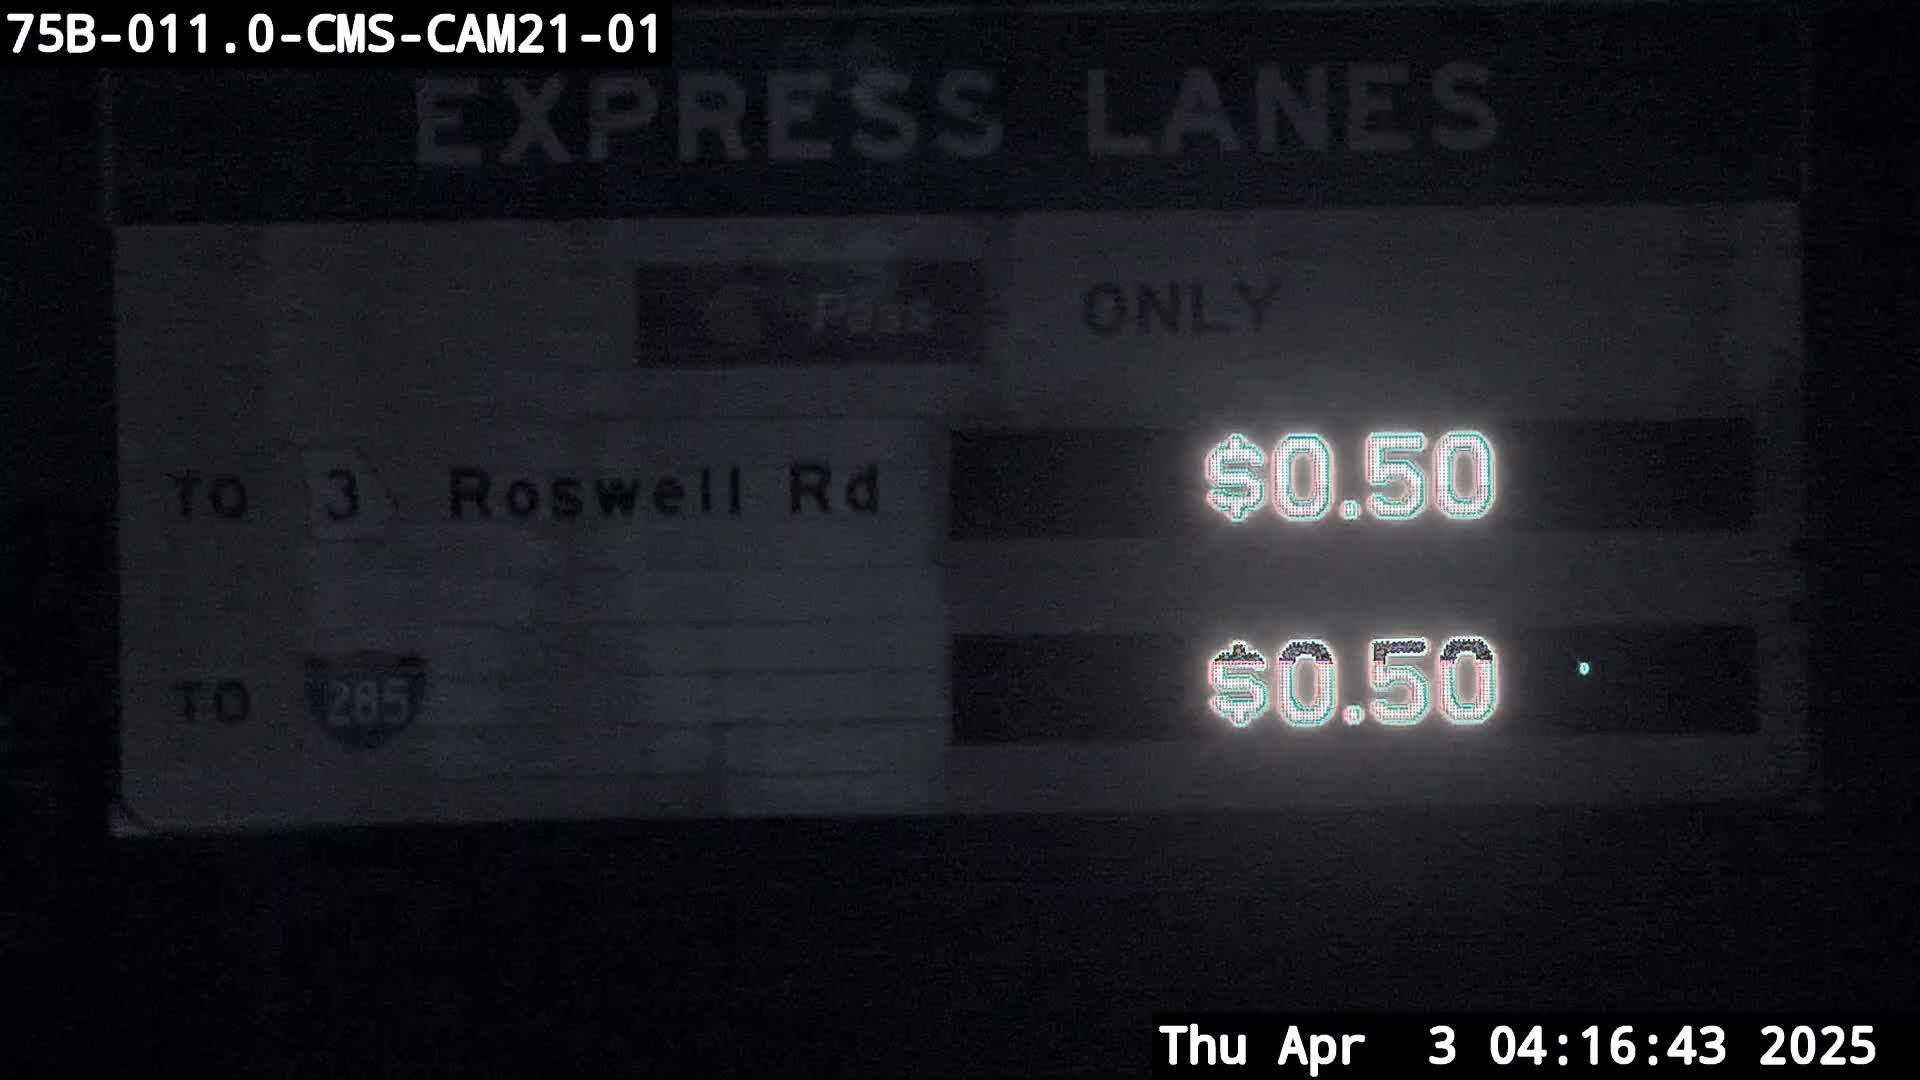 75B-011.0-CMS-CAM21-01
EXPRESS LANES
Pass ONLY
TO 3 Roswell Rd $0.50
TO 285 $0.50
Thu Apr 3 04:16:43 2025